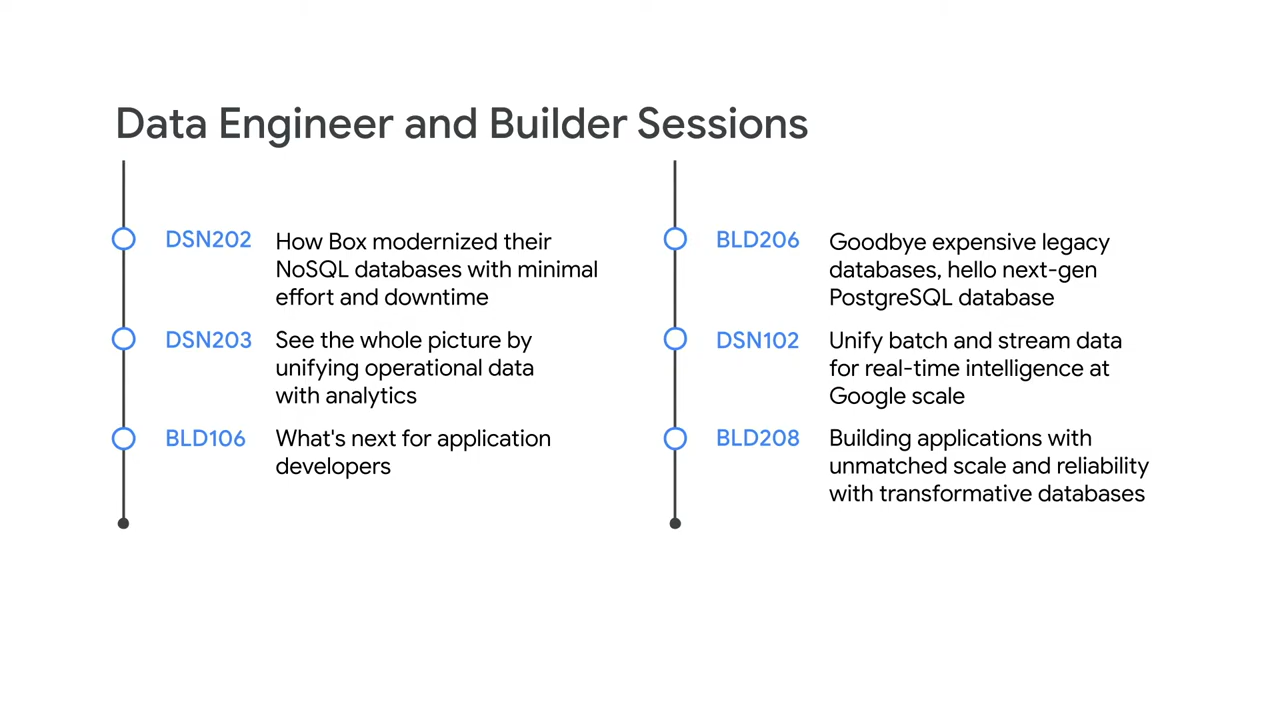 Data Engineer and Builder Sessions
DSN202
How Box modernized their
NoSQL databases with minimal
effort and downtime
DSN203
See the whole picture by
unifying operational data
with analytics
BLD106
What's next for application
developers
BLD206
Goodbye expensive legacy
databases, hello next-gen
PostgreSQL database
DSN102
Unify batch and stream data
for real-time intelligence at
Google scale
BLD208
Building applications with
unmatched scale and reliability
with transformative databases